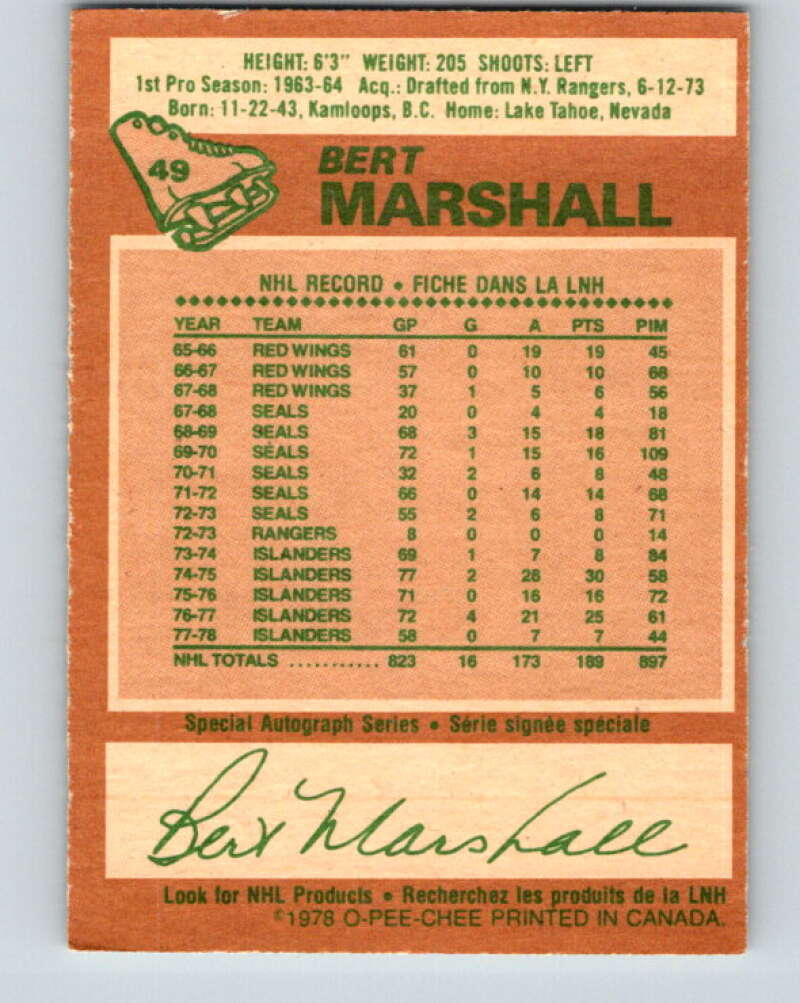 HEIGHT: 6'3" WEIGHT: 205 SHOOTS: LEFT
1st Pro Season: 1963-64 Acq.: Drafted from N.Y. Rangers, 6-12-73
Born: 11-22-43, Kamloops, B.C. Home: Lake Tahoe, Nevada
49
BERT
MARSHALL
NHL RECORD • FICHE DANS LA LNH
YEAR TEAM GP G A PTS PIM
65-66 RED WINGS 61 0 19 19 45
66-67 RED WINGS 57 0 10 10 68
67-68 RED WINGS 37 1 5 6 56
67-68 SEALS 20 0 4 4 18
68-69 SEALS 68 3 15 18 81
69-70 SEALS 72 1 15 16 109
70-71 SEALS 32 2 6 8 48
71-72 SEALS 66 0 14 14 68
72-73 SEALS 55 2 6 8 71
72-73 RANGERS 8 0 0 0 14
73-74 ISLANDERS 69 1 7 8 84
74-75 ISLANDERS 77 2 28 30 58
75-76 ISLANDERS 71 0 16 16 72
76-77 ISLANDERS 72 4 21 25 61
77-78 ISLANDERS 58 0 7 7 44
NHL TOTALS ........... 823 16 173 189 897
Special Autograph Series • Série signée spéciale
Bert Marshall
Look for NHL Products • Recherchez les produits de la LNH
©1978 O-PEE-CHEE PRINTED IN CANADA.